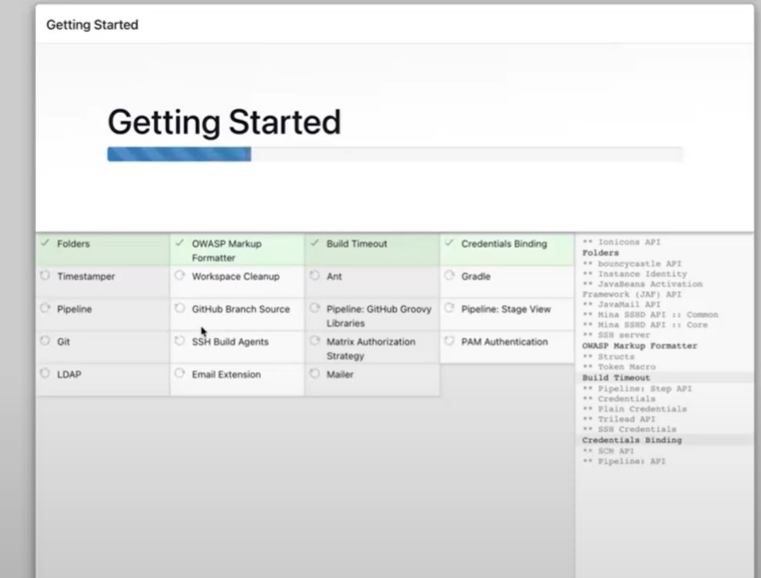 Getting Started
Getting Started
Folders
OWASP Markup
Formatter
Build Timeout
Credentials Binding
Timestamper
Workspace Cleanup
Ant
Gradle
Pipeline
GitHub Branch Source
Pipeline: GitHub Groovy
Libraries
Pipeline: Stage View
Git
SSH Build Agents
Matrix Authorization
Strategy
PAM Authentication
LDAP
Email Extension
Mailer
** Ionicons API
Folders
** bouncycastle API
** Instance Identity
** JavaBeans Activation
Framework (JAF) API
** JavaMail API
** Mina SSHD API :: Common
** Mina SSHD API :: Core
** SSH server
OWASP Markup Formatter
** Structs
** Token Macro
Build Timeout
** Pipeline: Step API
** Credentials
** Plain Credentials
** Trilead API
** SSH Credentials
Credentials Binding
** SCM API
** Pipeline: API